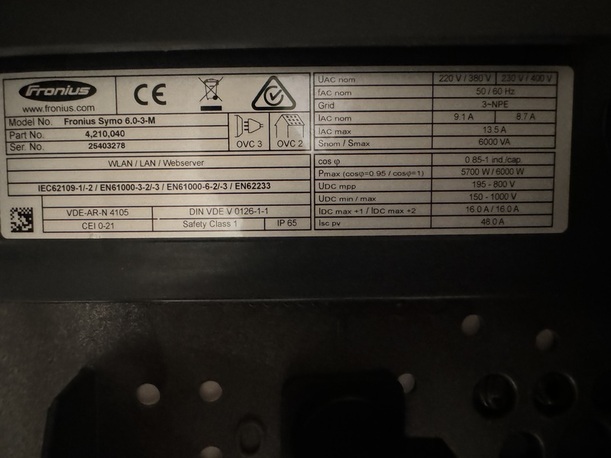 Fronius
www.fronius.com
CE
Model No. Fronius Symo 6.0-3-M
Part No. 4,210,040
Ser. No. 25403278
OVC 3 OVC 2
WLAN / LAN / Webserver
IEC62109-1/-2 / EN61000-3-2/-3 / EN61000-6-2/-3 / EN62233
VDE-AR-N 4105 DIN VDE V 0126-1-1
CEI 0-21 Safety Class 1 IP 65
UAC nom 220 V / 380 V 230 V / 400 V
fAC nom 50 / 60 Hz
Grid 3~NPE
IAC nom 9.1 A 8.7 A
IAC max 13.5 A
Snom / Smax 6000 VA
cos φ 0.85-1 ind./cap.
Pmax (cosφ=0.95 / cosφ=1) 5700 W / 6000 W
UDC mpp 195 - 800 V
UDC min / max 150 - 1000 V
IDC max +1 / IDC max +2 16.0 A / 16.0 A
Isc pv 48.0 A